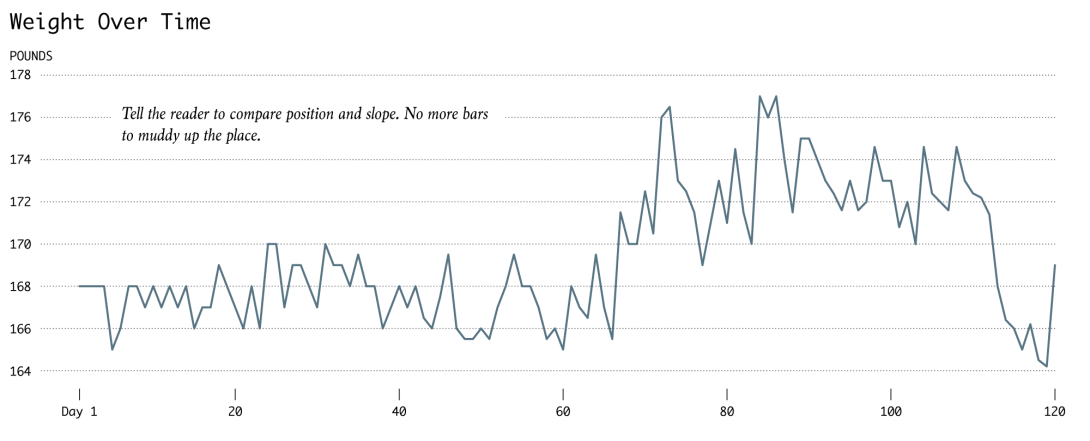 Weight Over Time
POUNDS
178
Tell the reader to compare position and slope. No more bars
to muddy up the place.
176
174
172
170
168
166
164
Day 1 20 40 60 80 100 120